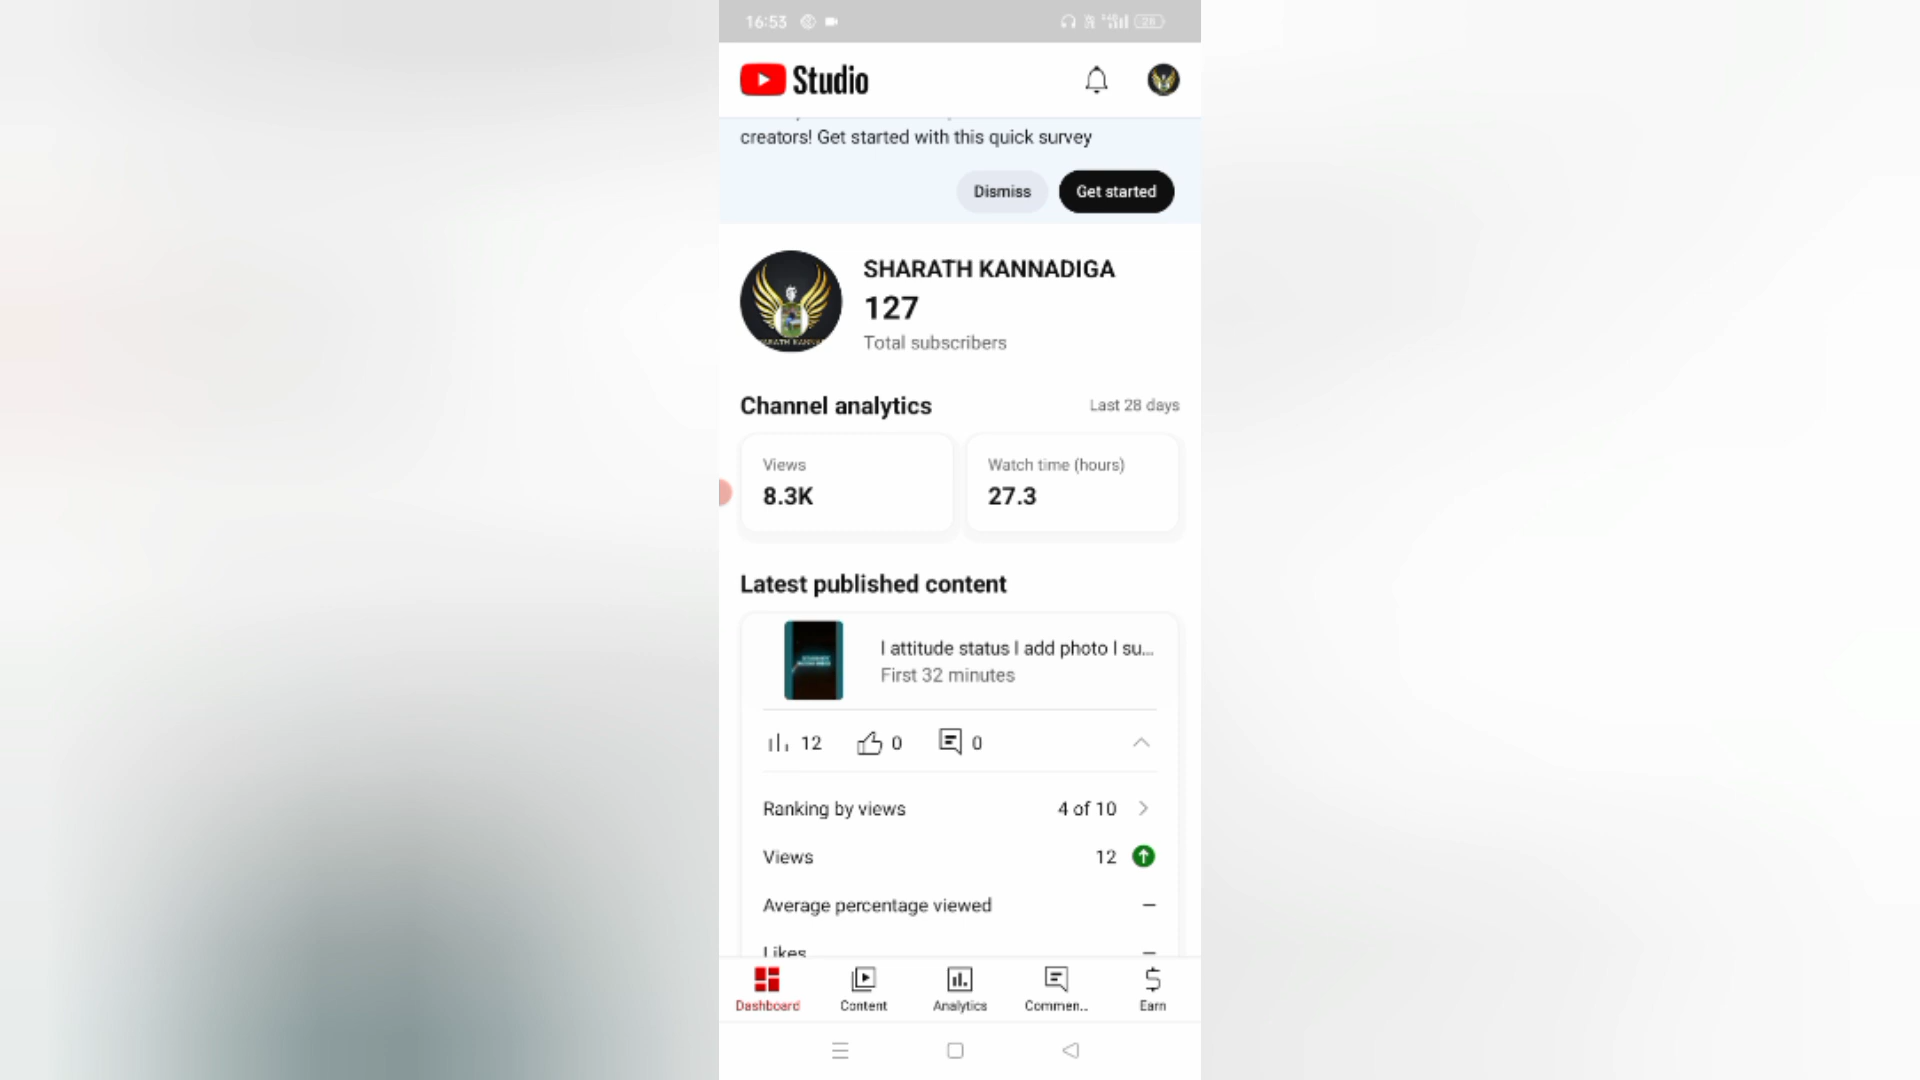 16:53
28
Studio
creators! Get started with this quick survey
Dismiss
Get started
SHARATH KANNADIGA
127
Total subscribers
Channel analytics
Last 28 days
Views
8.3K
Watch time (hours)
27.3
Latest published content
l attitude status l add photo l su...
First 32 minutes
12
0
0
Ranking by views
4 of 10
Views
12
Average percentage viewed
–
Likes
–
Dashboard
Content
Analytics
Commen..
Earn